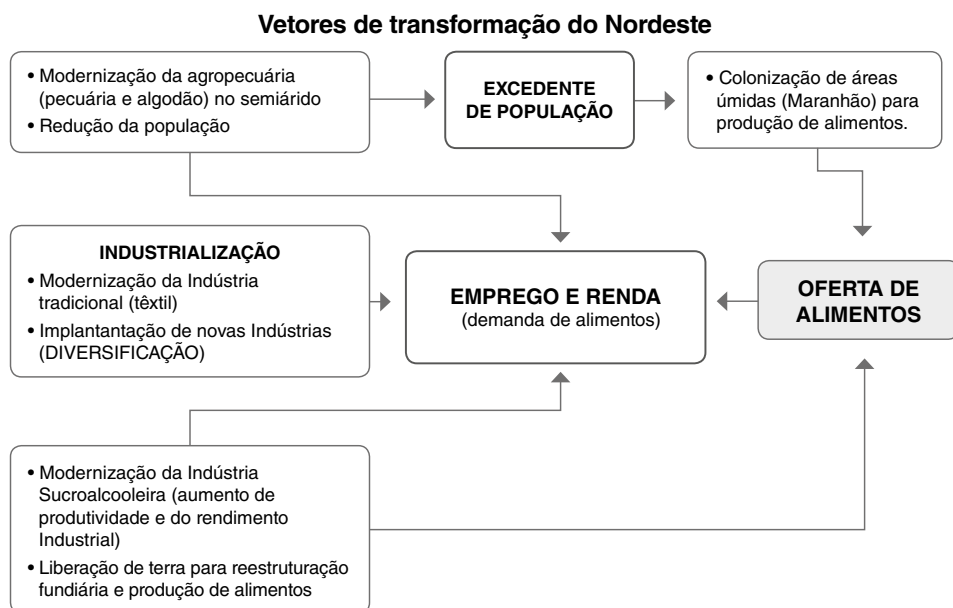 Vetores de transformação do Nordeste
• Modernização da agropecuária
(pecuária e algodão) no semiárido
• Redução da população
EXCEDENTE
DE POPULAÇÃO
• Colonização de áreas
úmidas (Maranhão) para
produção de alimentos.
INDUSTRIALIZAÇÃO
• Modernização da Indústria
tradicional (têxtil)
• Implantantação de novas Indústrias
(DIVERSIFICAÇÃO)
EMPREGO E RENDA
(demanda de alimentos)
OFERTA DE
ALIMENTOS
• Modernização da Indústria
Sucroalcooleira (aumento de
produtividade e do rendimento
Industrial)
• Liberação de terra para reestruturação
fundiária e produção de alimentos